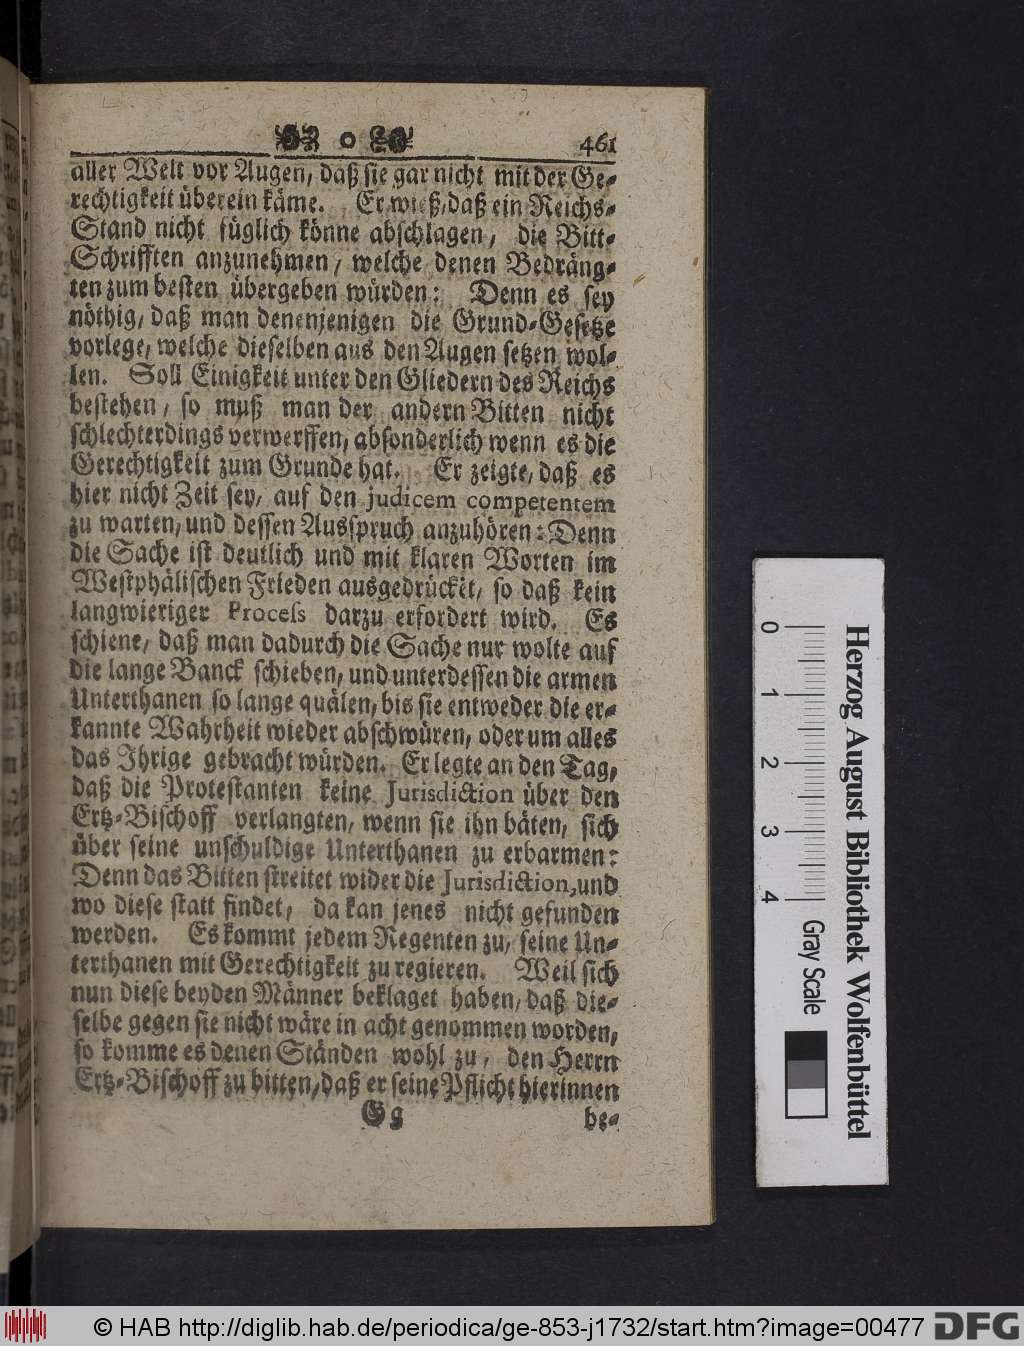 461
aller Welt vor Augen, daß sie gar nicht mit der Ge-
rechtigkeit überein käme. Er wieß, daß ein Reichs-
Stand nicht füglich könne abschlagen, die Bitt-
Schrifften anzunehmen, welche denen Bedräng-
ten zum besten übergeben würden: Denn es sey
nöthig, daß man denenjenigen die Grund-Gesetze
vorlege, welche dieselben aus den Augen setzen wol-
len. Soll Einigkeit unter den Gliedern des Reichs
bestehen, so muß man der andern Bitten nicht
schlechterdings verwerffen, absonderlich wenn es die
Gerechtigkeit zum Grunde hat. Er zeigte, daß es
hier nicht Zeit sey, auf den judicem competentem
zu warten, und dessen Ausspruch anzuhören: Denn
die Sache ist deutlich und mit klaren Worten im
Westphälischen Frieden ausgedrücket, so daß kein
langwieriger Process darzu erfordert wird. Es
schiene, daß man dadurch die Sache nur wolte auf
die lange Banck schieben, und unterdessen die armen
Unterthanen so lange quälen, bis sie entweder die er-
kannte Wahrheit wieder abschwüren, oder um alles
das Ihrige gebracht würden. Er legte an den Tag,
daß die Protestanten keine Jurisdiction über den
Ertz-Bischoff verlangten, wenn sie ihn bäten, sich
über seine unschuldige Unterthanen zu erbarmen:
Denn das Bitten streitet wider die Jurisdiction, und
wo diese statt findet, da kan jenes nicht gefunden
werden. Es kommt jedem Regenten zu, seine Un-
terthanen mit Gerechtigkeit zu regieren. Weil sich
nun diese beyden Männer beklaget haben, daß die-
selbe gegen sie nicht wäre in acht genommen worden,
so komme es denen Ständen wohl zu, den Herrn
Ertz-Bischoff zu bitten, daß er seine Pflicht hierinnen
Gg be-
0 1 2 3 4 Gray Scale
Herzog August Bibliothek Wolfenbüttel
© HAB http://diglib.hab.de/periodica/ge-853-j1732/start.htm?image=00477 DFG